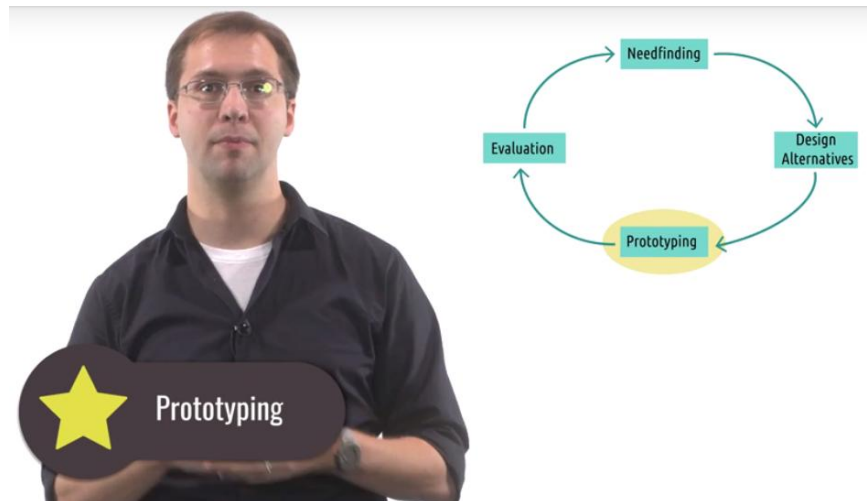 Needfinding
Evaluation
Design
Alternatives
Prototyping
Prototyping